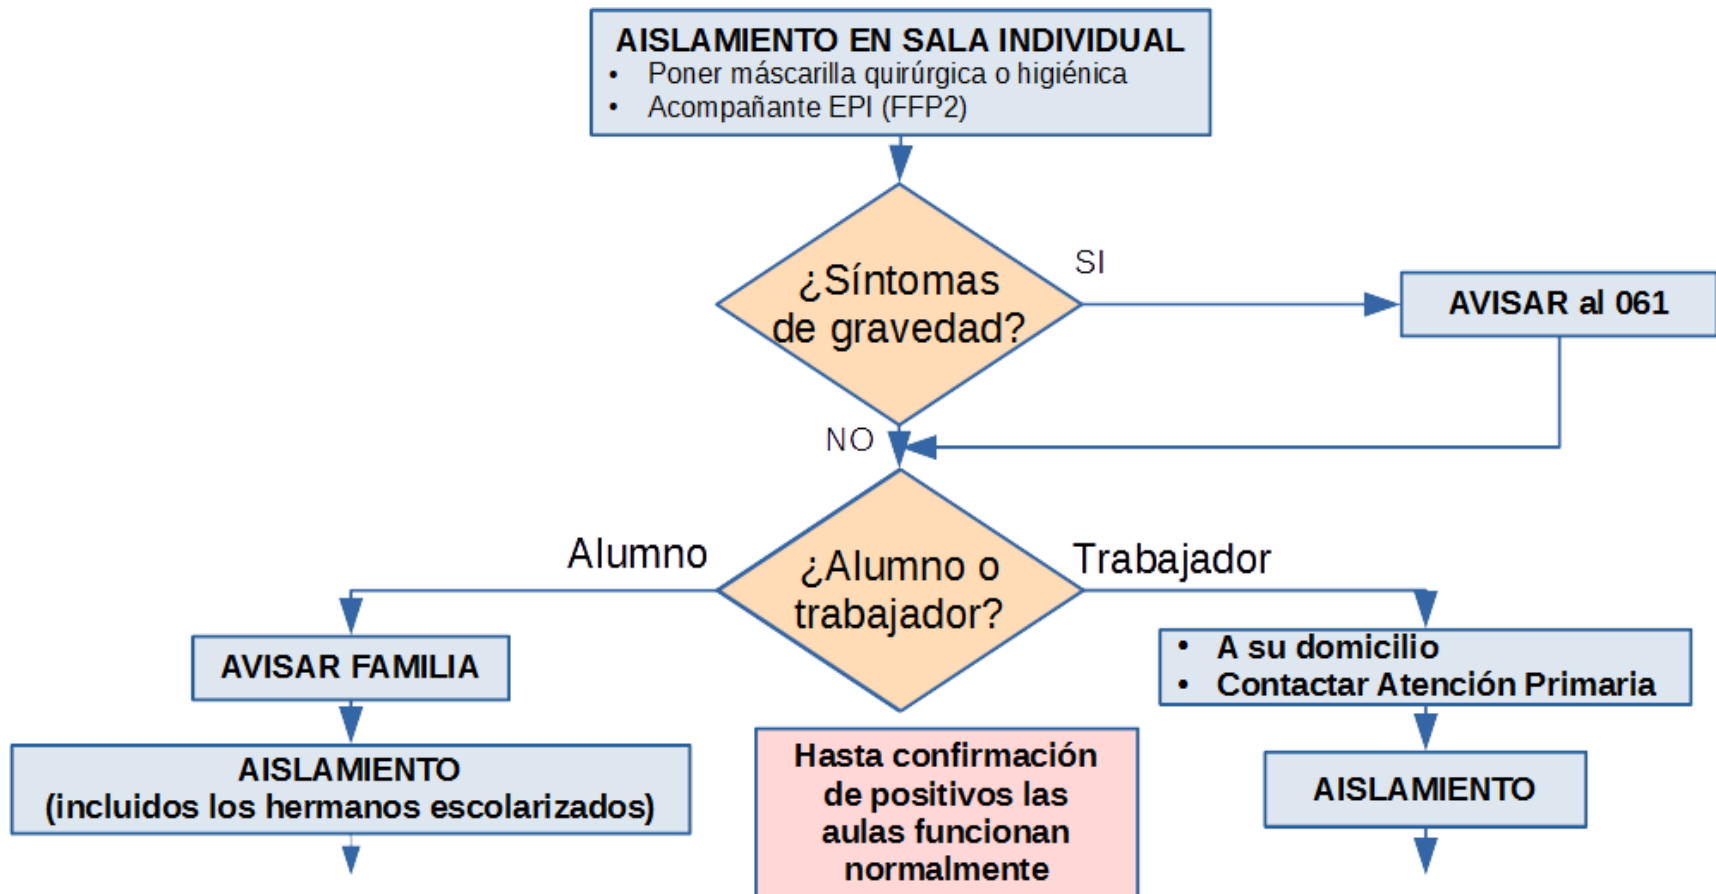 AISLAMIENTO EN SALA INDIVIDUAL
• Poner máscarilla quirúrgica o higiénica
• Acompañante EPI (FFP2)
¿Síntomas
de gravedad?
SI
AVISAR al 061
NO
¿Alumno o
trabajador?
Alumno
Trabajador
AVISAR FAMILIA
• A su domicilio
• Contactar Atención Primaria
AISLAMIENTO
(incluidos los hermanos escolarizados)
Hasta confirmación
de positivos las
aulas funcionan
normalmente
AISLAMIENTO